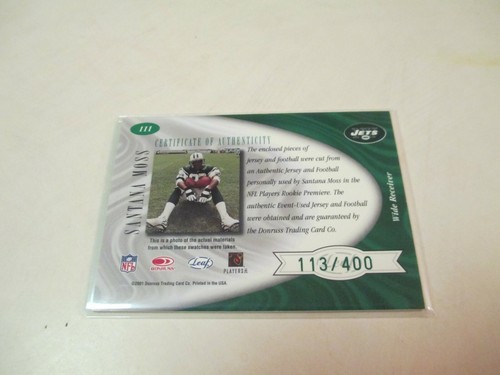 111
JETS
SANTANA MOSS
CERTIFICATE OF AUTHENTICITY
The enclosed pieces of
jersey and football were cut from
an Authentic Jersey and Football
personally used by Santana Moss in the
NFL Players Rookie Premiere. The
authentic Event-Used Jersey and Football
were obtained and are guaranteed by
the Donruss Trading Card Co.
Wide Receiver
This is a photo of the actual materials
from which these swatches were taken.
113/400
NFL
DONRUSS
Leaf
PLAYERS
©2001 Donruss Trading Card Co. Printed in the USA.